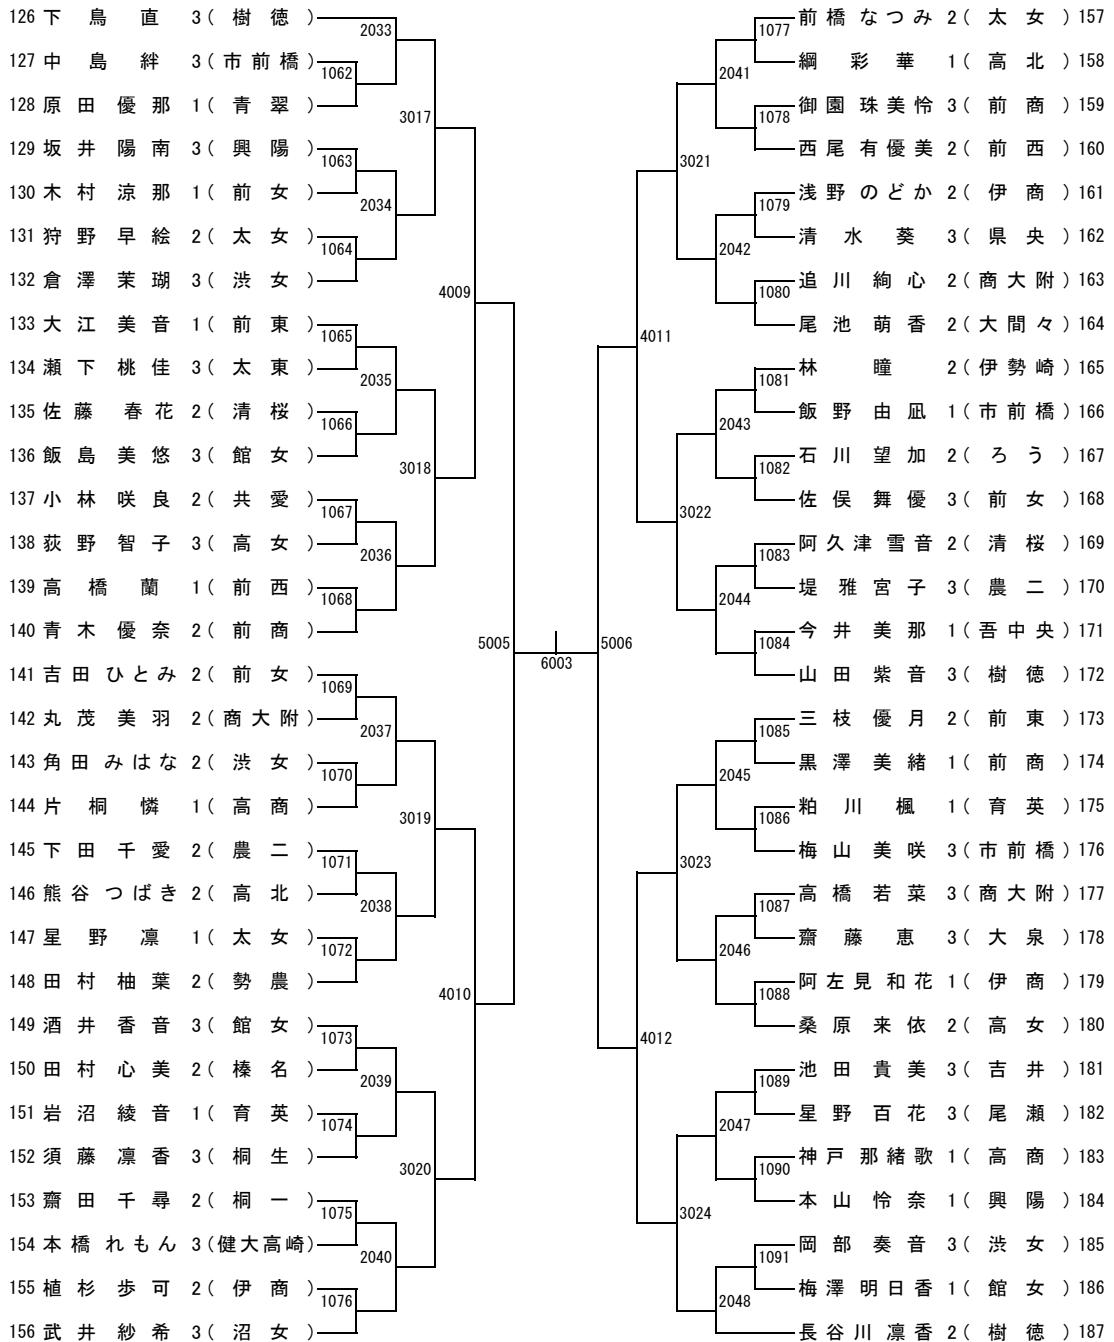 126 下鳥直 3(樹徳)
127 中島絆 3(市前橋)
128 原田優那 1(青翠)
129 坂井陽南 3(興陽)
130 木村涼那 1(前女)
131 狩野早絵 2(太女)
132 倉澤茉瑚 3(渋女)
133 大江美音 1(前東)
134 瀬下桃佳 3(太東)
135 佐藤春花 2(清桜)
136 飯島美悠 3(館女)
137 小林咲良 2(共愛)
138 荻野智子 3(高女)
139 高橋蘭 1(前西)
140 青木優奈 2(前商)
141 吉田ひとみ 2(前女)
142 丸茂美羽 2(商大附)
143 角田みはな 2(渋女)
144 片桐憐 1(高商)
145 下田千愛 2(農二)
146 熊谷つばき 2(高北)
147 星野凛 1(太女)
148 田村柚葉 2(勢農)
149 酒井香音 3(館女)
150 田村心美 2(榛名)
151 岩沼綾音 1(育英)
152 須藤凛香 3(桐生)
153 齋田千尋 2(桐一)
154 本橋れもん 3(健大高崎)
155 植杉歩可 2(伊商)
156 武井紗希 3(沼女)
2033
1062
3017
1063
2034
1064
4009
1065
2035
1066
3018
1067
2036
1068
5005
1069
2037
1070
3019
1071
2038
1072
4010
1073
2039
1074
3020
1075
2040
1076
6003
5006
1077
2041
1078
3021
1079
2042
1080
4011
1081
2043
1082
3022
1083
2044
1084
1085
2045
1086
3023
1087
2046
1088
4012
1089
2047
1090
3024
1091
2048
前橋なつみ 2(太女) 157
綱彩華 1(高北) 158
御園珠美怜 3(前商) 159
西尾有優美 2(前西) 160
浅野のどか 2(伊商) 161
清水葵 3(県央) 162
追川絢心 2(商大附) 163
尾池萌香 2(大間々) 164
林瞳 2(伊勢崎) 165
飯野由凪 1(市前橋) 166
石川望加 2(ろう) 167
佐俣舞優 3(前女) 168
阿久津雪音 2(清桜) 169
堤雅宮子 3(農二) 170
今井美那 1(吾中央) 171
山田紫音 3(樹徳) 172
三枝優月 2(前東) 173
黒澤美緒 1(前商) 174
粕川楓 1(育英) 175
梅山美咲 3(市前橋) 176
高橋若菜 3(商大附) 177
齋藤恵 3(大泉) 178
阿左見和花 1(伊商) 179
桑原来依 2(高女) 180
池田貴美 3(吉井) 181
星野百花 3(尾瀬) 182
神戸那緒歌 1(高商) 183
本山怜奈 1(興陽) 184
岡部奏音 3(渋女) 185
梅澤明日香 1(館女) 186
長谷川凛香 2(樹徳) 187